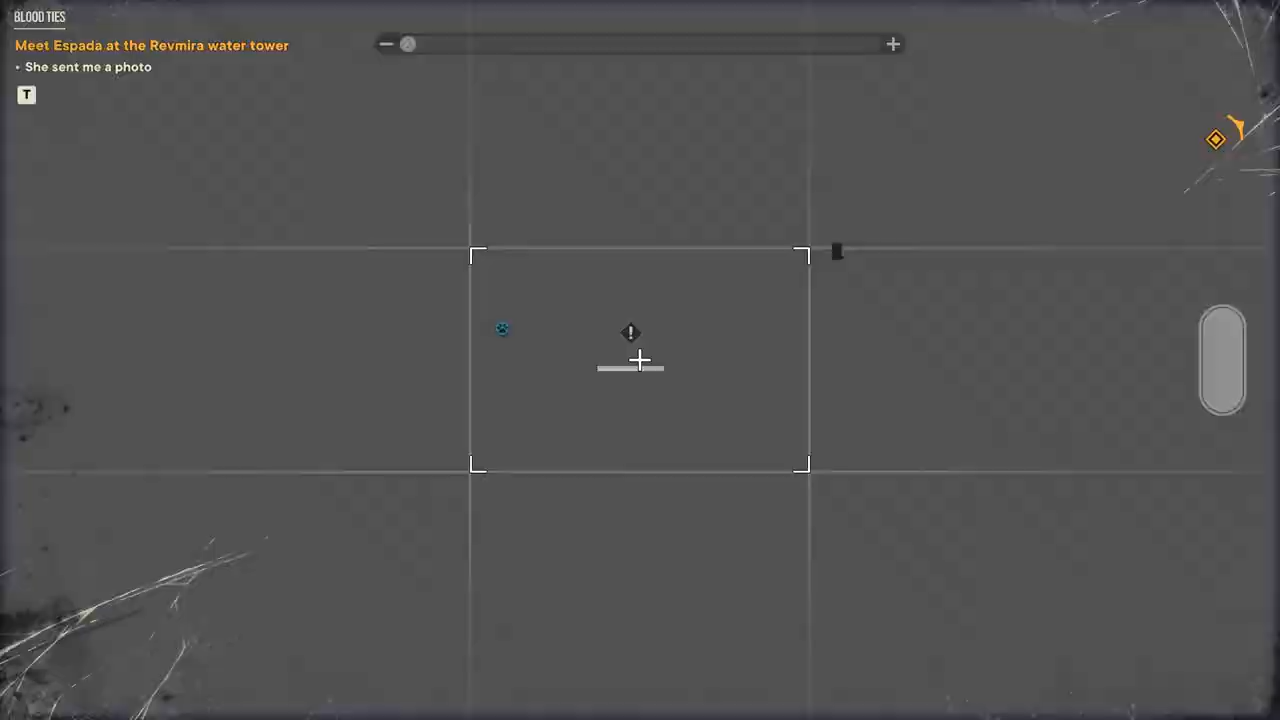 BLOOD TIES
Meet Espada at the Revmira water tower
• She sent me a photo
T